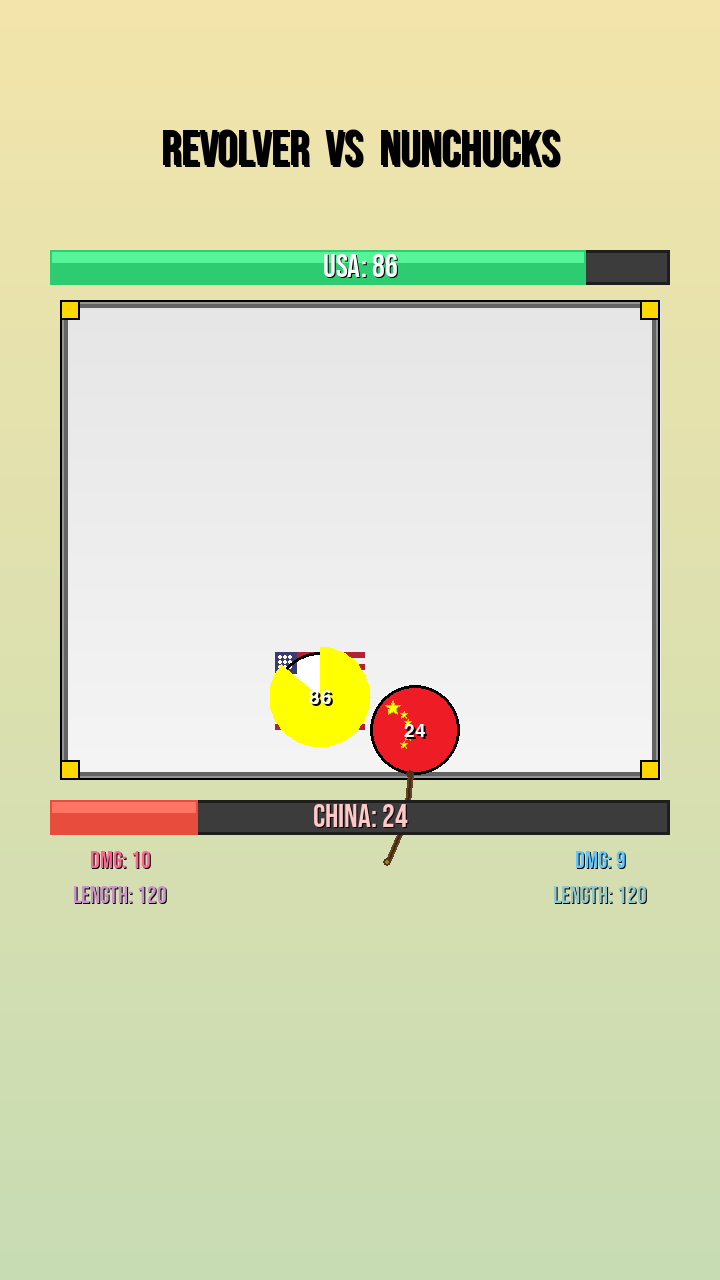 REVOLVER VS NUNCHUCKS
USA: 86
86
24
CHINA: 24
DMG: 10
DMG: 9
LENGTH: 120
LENGTH: 120